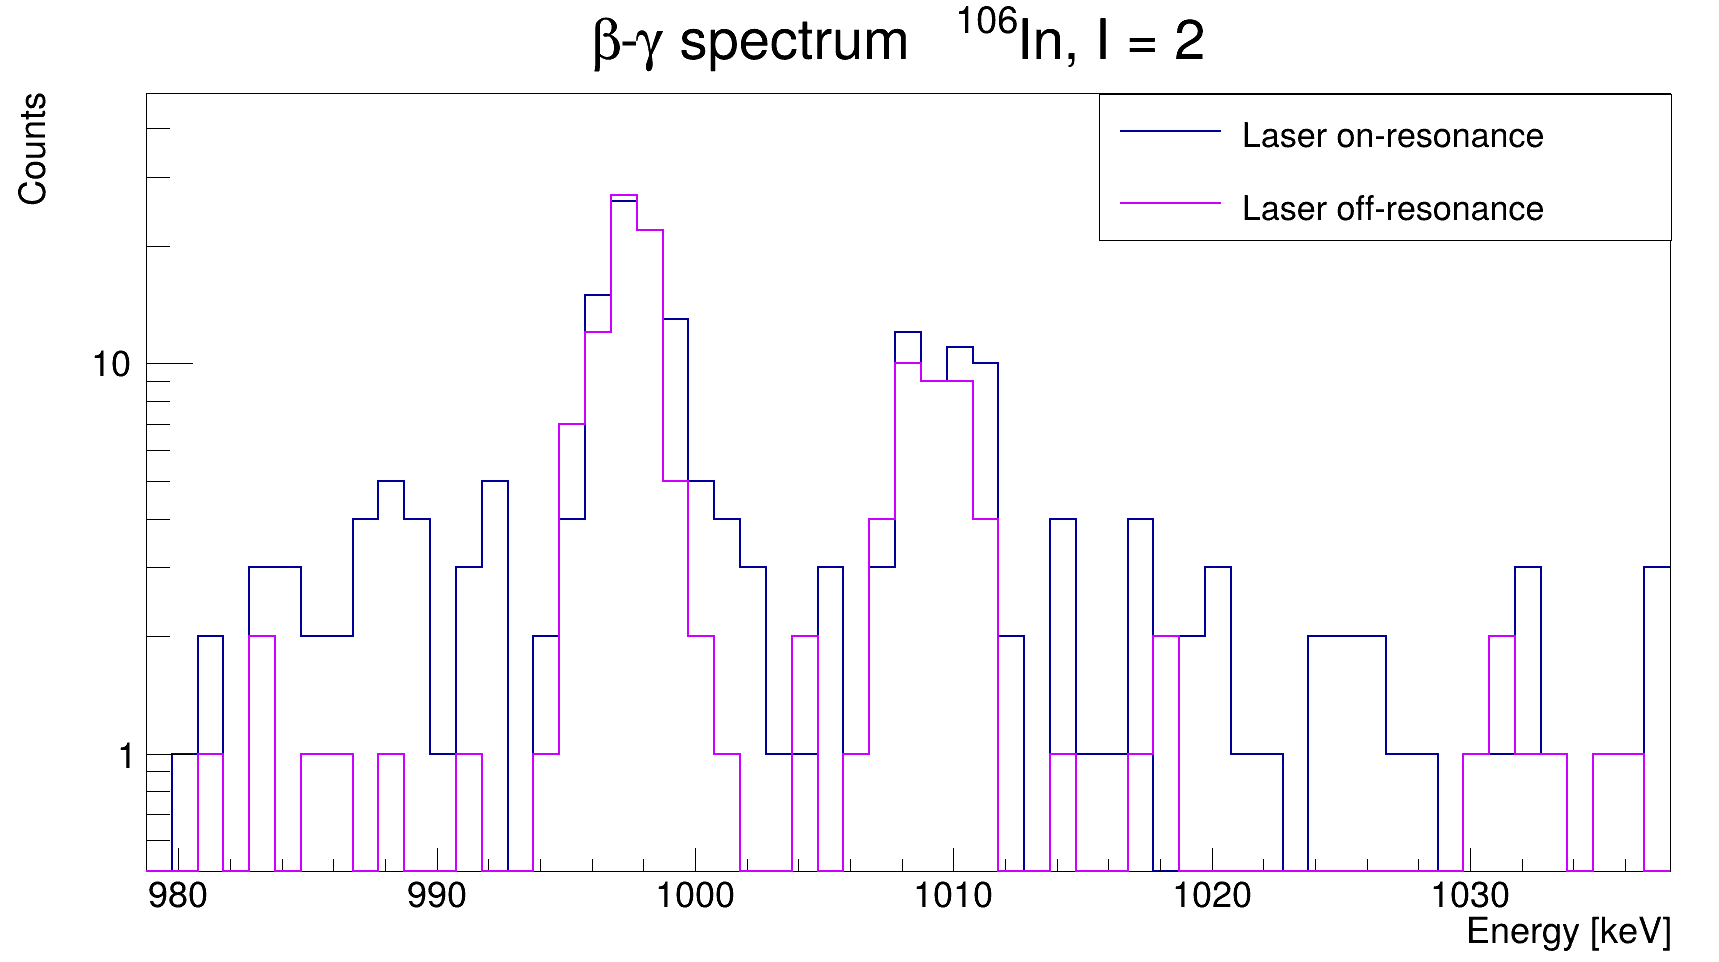 β-γ spectrum ¹⁰⁶In, I = 2
Counts
Laser on-resonance
Laser off-resonance
10
1
980 990 1000 1010 1020 1030
Energy [keV]